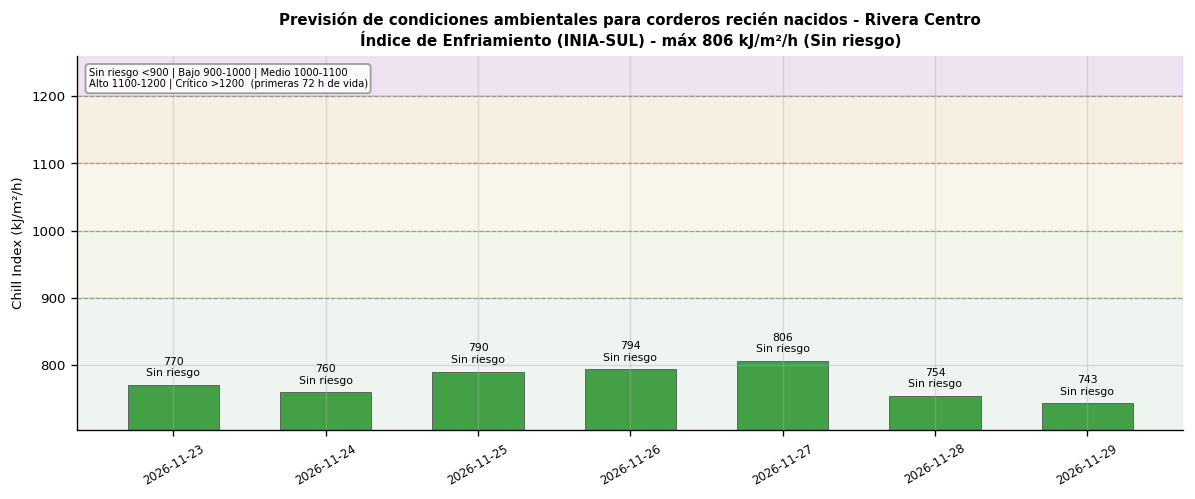 Previsión de condiciones ambientales para corderos recién nacidos - Rivera Centro
Índice de Enfriamiento (INIA-SUL) - máx 806 kJ/m²/h (Sin riesgo)
Sin riesgo <900 | Bajo 900-1000 | Medio 1000-1100
Alto 1100-1200 | Crítico >1200  (primeras 72 h de vida)
Chill Index (kJ/m²/h)
1200
1100
1000
900
800
770
Sin riesgo
760
Sin riesgo
790
Sin riesgo
794
Sin riesgo
806
Sin riesgo
754
Sin riesgo
743
Sin riesgo
2026-11-23
2026-11-24
2026-11-25
2026-11-26
2026-11-27
2026-11-28
2026-11-29